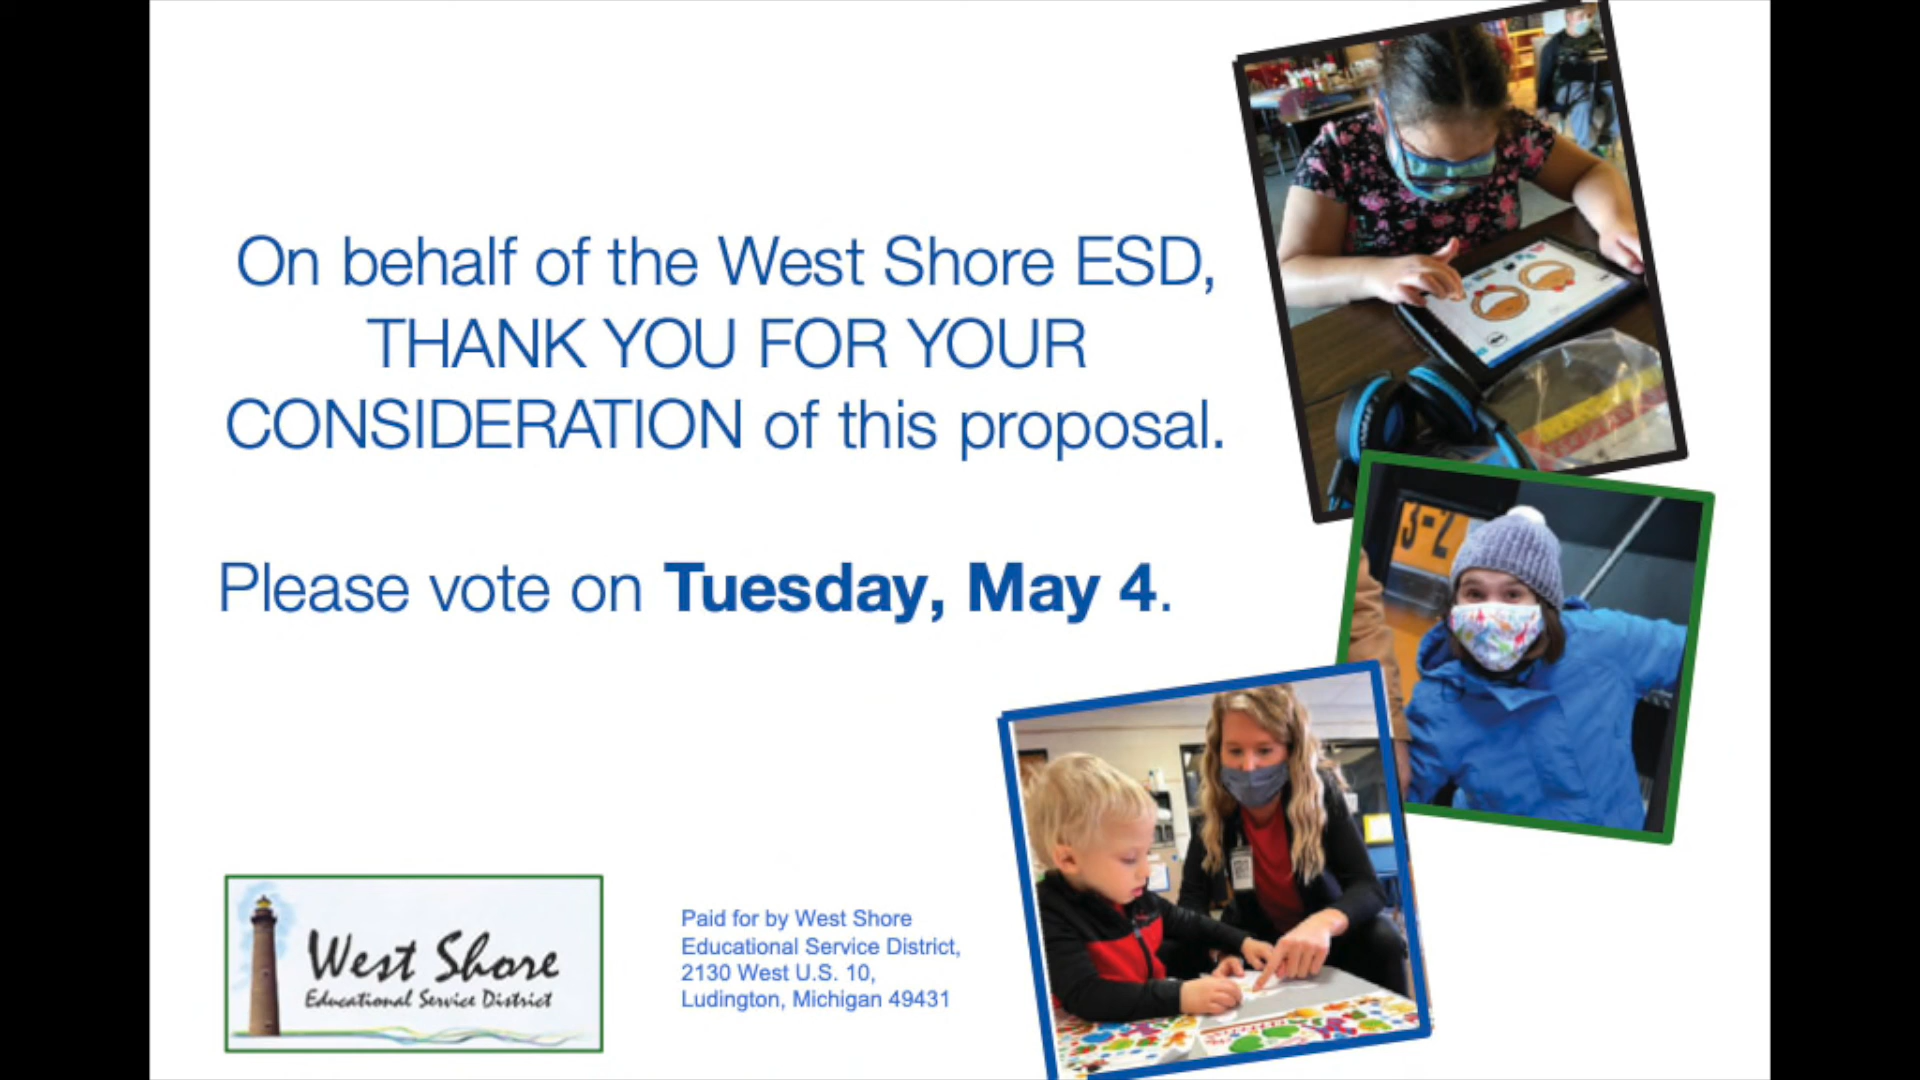 On behalf of the West Shore ESD,
THANK YOU FOR YOUR
CONSIDERATION of this proposal.
Please vote on Tuesday, May 4.
3-2
West Shore
Educational Service District
Paid for by West Shore
Educational Service District,
2130 West U.S. 10,
Ludington, Michigan 49431